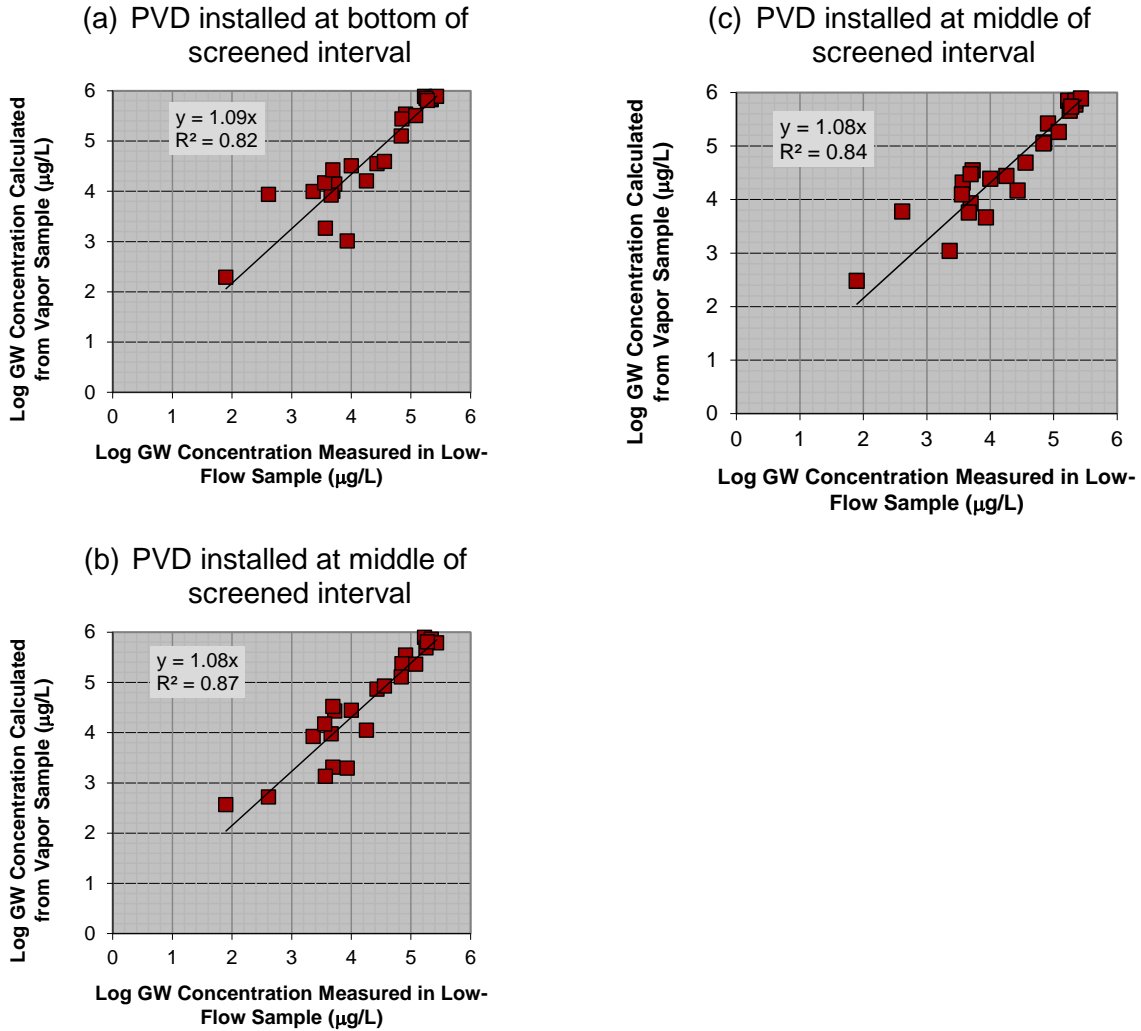 (a) PVD installed at bottom of
screened interval
Log GW Concentration Calculated
from Vapor Sample (µg/L)
6
5
4
3
2
1
0
y = 1.09x
R² = 0.82
0 1 2 3 4 5 6
Log GW Concentration Measured in Low-
Flow Sample (µg/L)
(c) PVD installed at middle of
screened interval
Log GW Concentration Calculated
from Vapor Sample (µg/L)
6
5
4
3
2
1
0
y = 1.08x
R² = 0.84
0 1 2 3 4 5 6
Log GW Concentration Measured in Low-
Flow Sample (µg/L)
(b) PVD installed at middle of
screened interval
Log GW Concentration Calculated
from Vapor Sample (µg/L)
6
5
4
3
2
1
0
y = 1.08x
R² = 0.87
0 1 2 3 4 5 6
Log GW Concentration Measured in Low-
Flow Sample (µg/L)